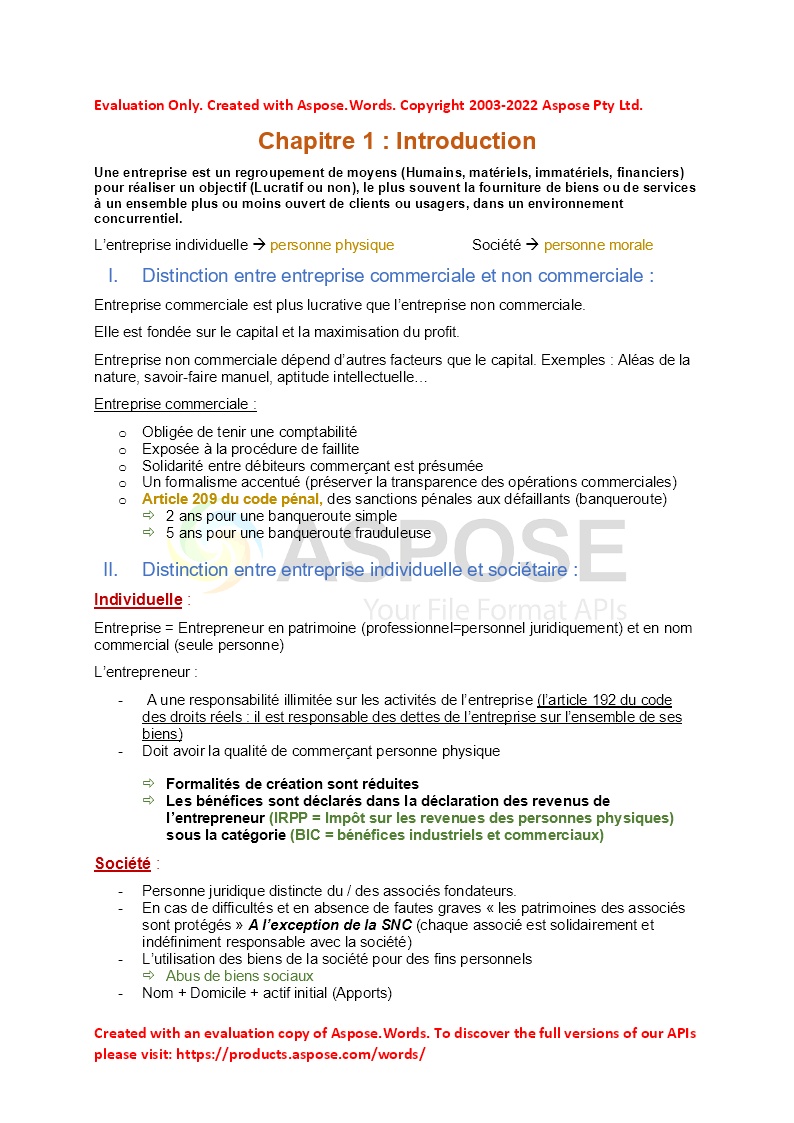 Evaluation Only. Created with Aspose.Words. Copyright 2003-2022 Aspose Pty Ltd.
Chapitre 1 : Introduction
Une entreprise est un regroupement de moyens (Humains, matériels, immatériels, financiers)
pour réaliser un objectif (Lucratif ou non), le plus souvent la fourniture de biens ou de services
à un ensemble plus ou moins ouvert de clients ou usagers, dans un environnement
concurrentiel.
L’entreprise individuelle → personne physique Société → personne morale
I. Distinction entre entreprise commerciale et non commerciale :
Entreprise commerciale est plus lucrative que l’entreprise non commerciale.
Elle est fondée sur le capital et la maximisation du profit.
Entreprise non commerciale dépend d’autres facteurs que le capital. Exemples : Aléas de la
nature, savoir-faire manuel, aptitude intellectuelle…
Entreprise commerciale :
o Obligée de tenir une comptabilité
o Exposée à la procédure de faillite
o Solidarité entre débiteurs commerçant est présumée
o Un formalisme accentué (préserver la transparence des opérations commerciales)
o Article 209 du code pénal, des sanctions pénales aux défaillants (banqueroute)
⇨ 2 ans pour une banqueroute simple
⇨ 5 ans pour une banqueroute frauduleuse
ASPOSE
Your File Format APIs
II. Distinction entre entreprise individuelle et sociétaire :
Individuelle :
Entreprise = Entrepreneur en patrimoine (professionnel=personnel juridiquement) et en nom
commercial (seule personne)
L’entrepreneur :
- A une responsabilité illimitée sur les activités de l’entreprise (l’article 192 du code
des droits réels : il est responsable des dettes de l’entreprise sur l’ensemble de ses
biens)
- Doit avoir la qualité de commerçant personne physique
⇨ Formalités de création sont réduites
⇨ Les bénéfices sont déclarés dans la déclaration des revenus de
l’entrepreneur (IRPP = Impôt sur les revenues des personnes physiques)
sous la catégorie (BIC = bénéfices industriels et commerciaux)
Société :
- Personne juridique distincte du / des associés fondateurs.
- En cas de difficultés et en absence de fautes graves « les patrimoines des associés
sont protégés » A l’exception de la SNC (chaque associé est solidairement et
indéfiniment responsable avec la société)
- L’utilisation des biens de la société pour des fins personnels
⇨ Abus de biens sociaux
- Nom + Domicile + actif initial (Apports)
Created with an evaluation copy of Aspose.Words. To discover the full versions of our APIs
please visit: https://products.aspose.com/words/